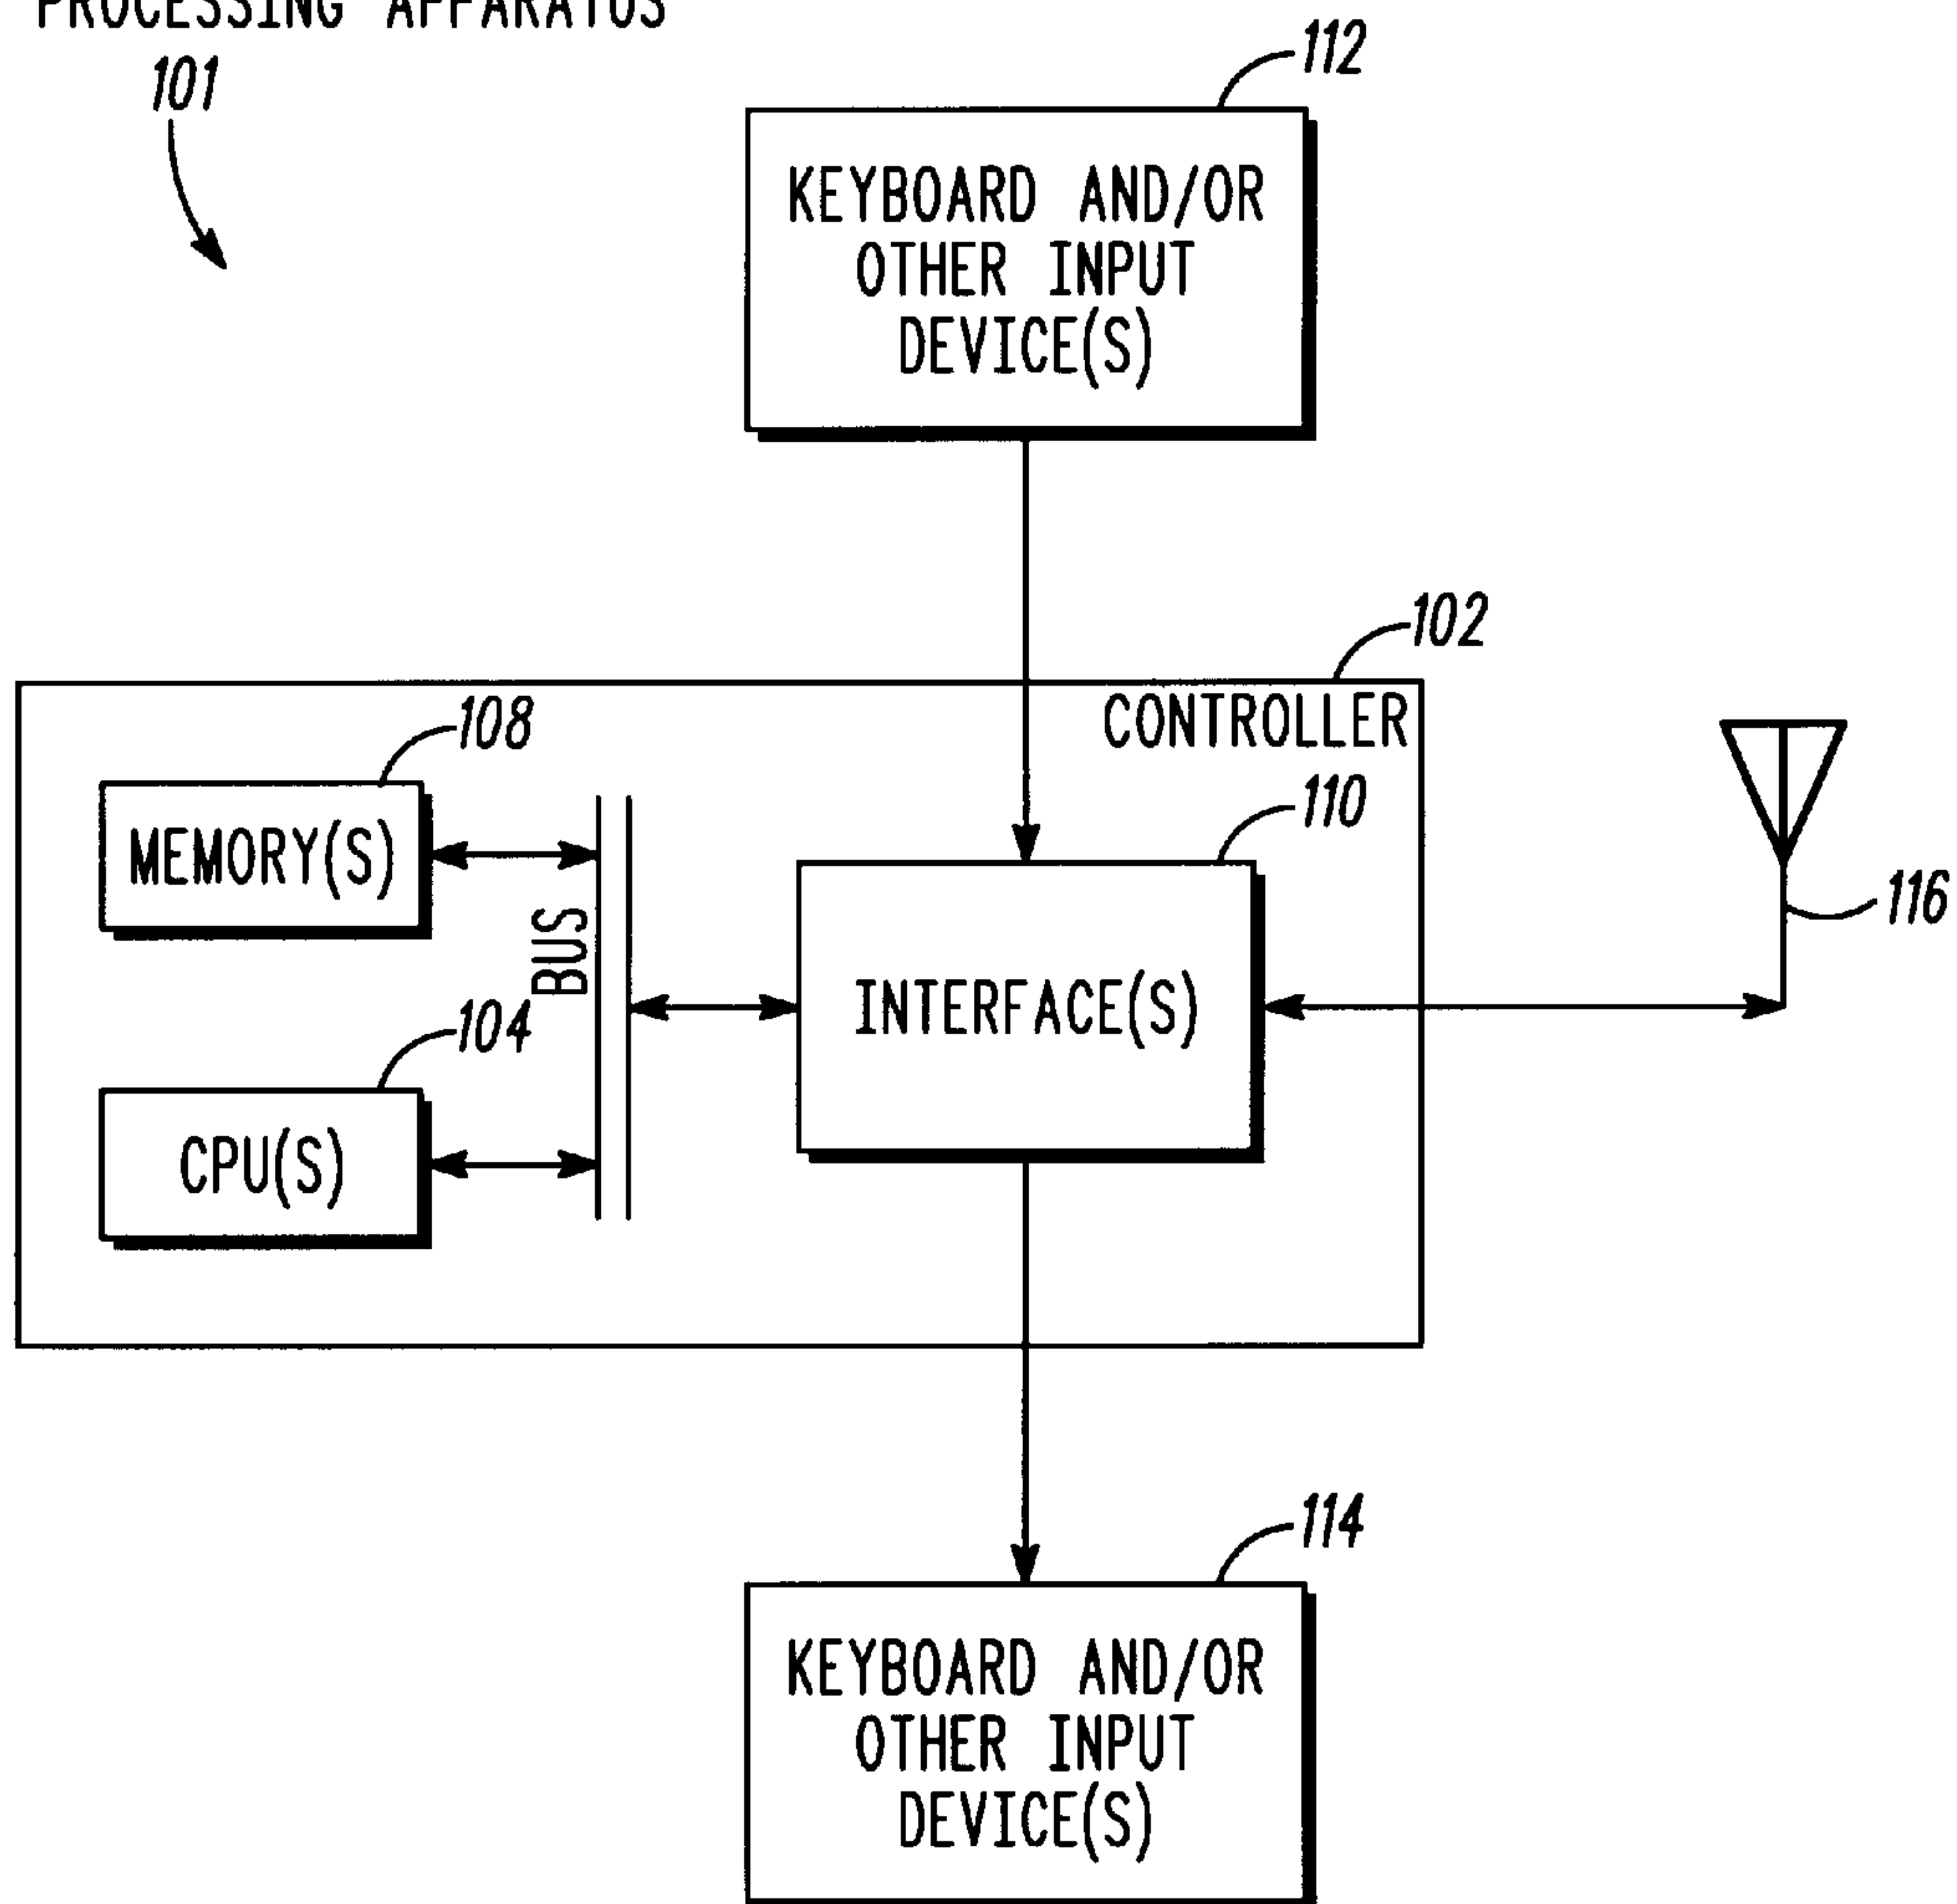 PROCESSING APPARATUS
101
112
KEYBOARD AND/OR
OTHER INPUT
DEVICE(S)
102
CONTROLLER
108
MEMORY(S)
110
116
BUS
INTERFACE(S)
104
CPU(S)
114
KEYBOARD AND/OR
OTHER INPUT
DEVICE(S)